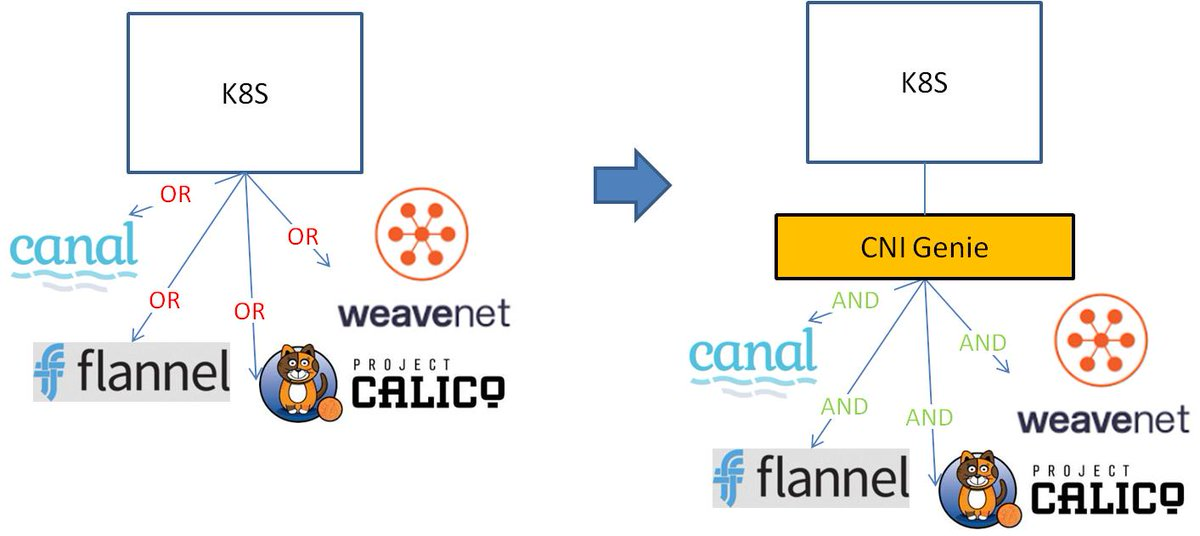 K8S
OR
canal
OR
weavenet
OR
OR
flannel
PROJECT
CALICO
K8S
CNI Genie
AND
canal
AND
weavenet
AND
AND
flannel
PROJECT
CALICO